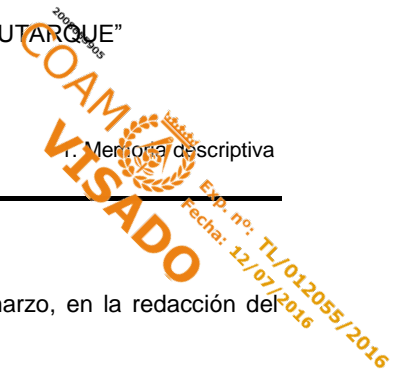 UTARQUE”
COAM
VISADO
Exp. nº: TL/012055/2016
Fecha: 12/07/2016
1. Memoria descriptiva
narzo, en la redacción del